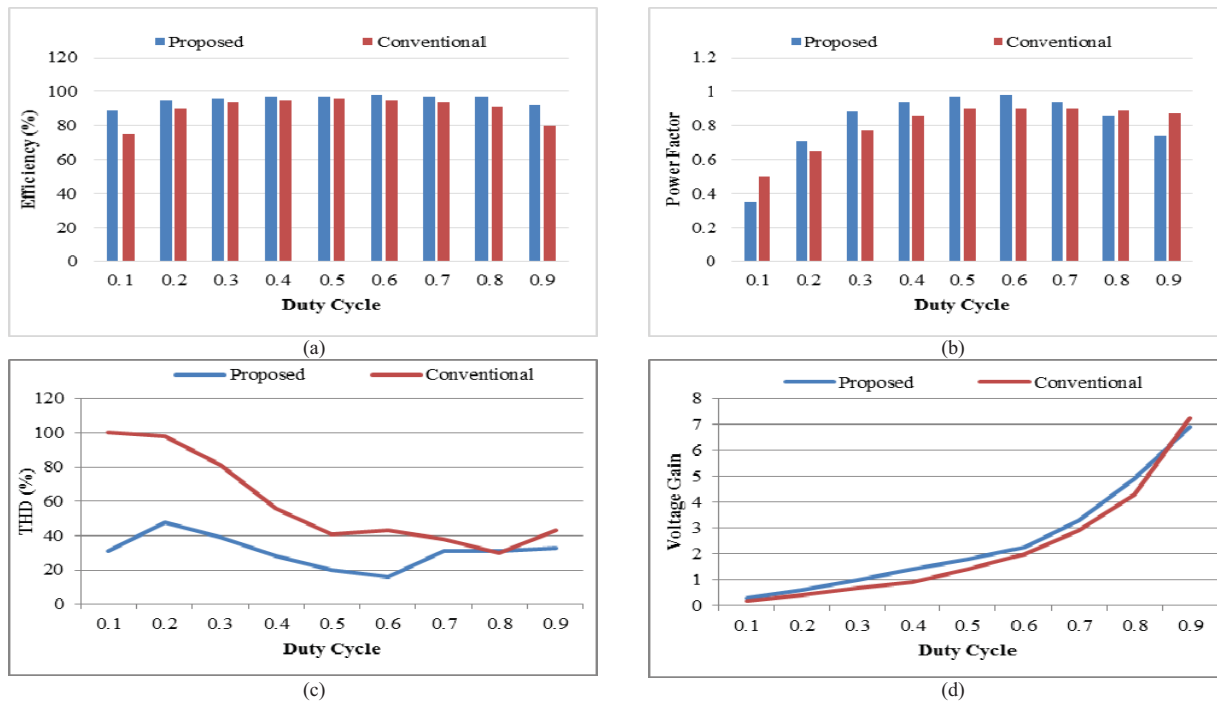 Proposed Conventional
120
100
80
60
40
20
0
Efficiency (%)
0.1 0.2 0.3 0.4 0.5 0.6 0.7 0.8 0.9
Duty Cycle
(a)
Proposed Conventional
1.2
1
0.8
0.6
0.4
0.2
0
Power Factor
0.1 0.2 0.3 0.4 0.5 0.6 0.7 0.8 0.9
Duty Cycle
(b)
Proposed Conventional
120
100
80
60
40
20
0
THD (%)
0.1 0.2 0.3 0.4 0.5 0.6 0.7 0.8 0.9
Duty Cycle
(c)
Proposed Conventional
8
7
6
5
4
3
2
1
0
Voltage Gain
0.1 0.2 0.3 0.4 0.5 0.6 0.7 0.8 0.9
Duty Cycle
(d)